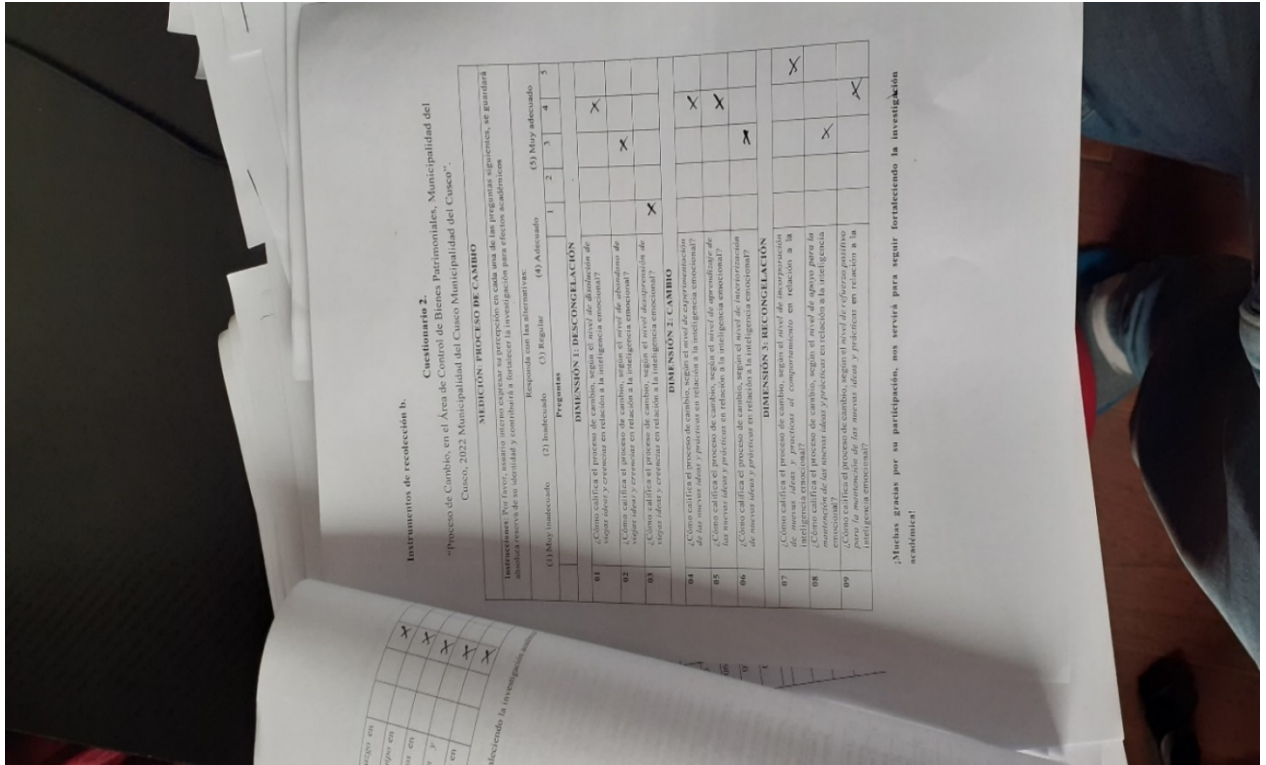 Instrumentos de recolección b.
Cuestionario 2.
"Proceso de Cambio, en el Área de Control de Bienes Patrimoniales, Municipalidad del
Cusco, 2022 Municipalidad del Cusco Municipalidad del Cusco".
MEDICIÓN: PROCESO DE CAMBIO
Instrucciones: Por favor, usuario interno expresar su percepción en cada una de las preguntas siguientes, se guardará
absoluta reserva de su identidad y contribuirá a fortalecer la investigación para efectos académicos
Responda con las alternativas:
(1) Muy inadecuado (2) Inadecuado (3) Regular (4) Adecuado (5) Muy adecuado
Preguntas 1 2 3 4 5
DIMENSIÓN 1: DESCONGELACIÓN
01 ¿Cómo califica el proceso de cambio, según el nivel de disolución de X
viejas ideas y creencias en relación a la inteligencia emocional?
02 ¿Cómo califica el proceso de cambio, según el nivel de abandono de X
viejas ideas y creencias en relación a la inteligencia emocional?
03 ¿Cómo califica el proceso de cambio, según el nivel desaprensión de X
viejas ideas y creencias en relación a la inteligencia emocional?
DIMENSIÓN 2: CAMBIO
04 ¿Cómo califica el proceso de cambio, según el nivel de experimentación X
de las nuevas ideas y prácticas en relación a la inteligencia emocional?
05 ¿Cómo califica el proceso de cambio, según el nivel de aprendizaje de X
las nuevas ideas y prácticas en relación a la inteligencia emocional?
06 ¿Cómo califica el proceso de cambio, según el nivel de interiorización X
de nuevas ideas y prácticas en relación a la inteligencia emocional?
DIMENSIÓN 3: RECONGELACIÓN
07 ¿Cómo califica el proceso de cambio, según el nivel de incorporación X
de nuevas ideas y practicas al comportamiento en relación a la
inteligencia emocional?
08 ¿Cómo califica el proceso de cambio, según el nivel de apoyo para la X
mantención de las nuevas ideas y prácticas en relación a la inteligencia
emocional?
09 ¿Cómo califica el proceso de cambio, según el nivel de refuerzo positivo X
para la mantención de las nuevas ideas y prácticas en relación a la
inteligencia emocional?
¡Muchas gracias por su participación, nos servirá para seguir fortaleciendo la investigación
académica!
en
en X
en X
y X
en X
X
leciendo la investigación